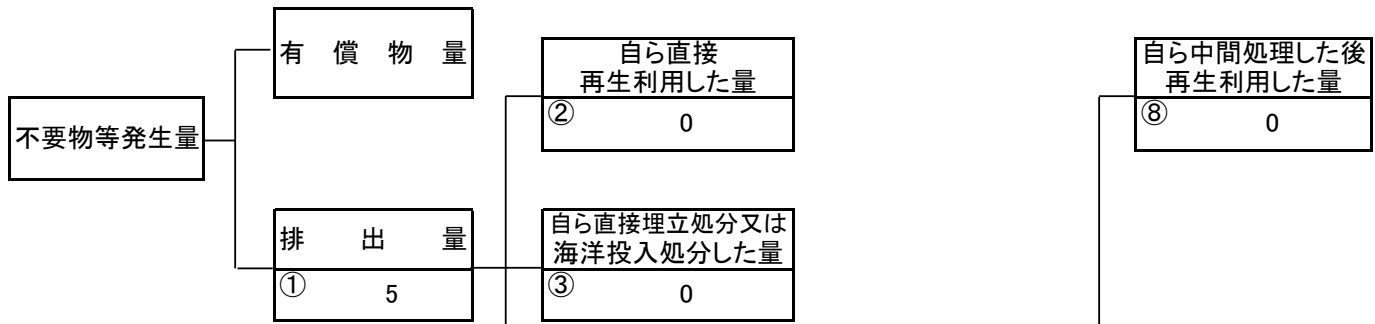 有償物量
自ら直接
再生利用した量
② 0
自ら中間処理した後
再生利用した量
⑧ 0
不要物等発生量
排出量
① 5
自ら直接埋立処分又は
海洋投入処分した量
③ 0